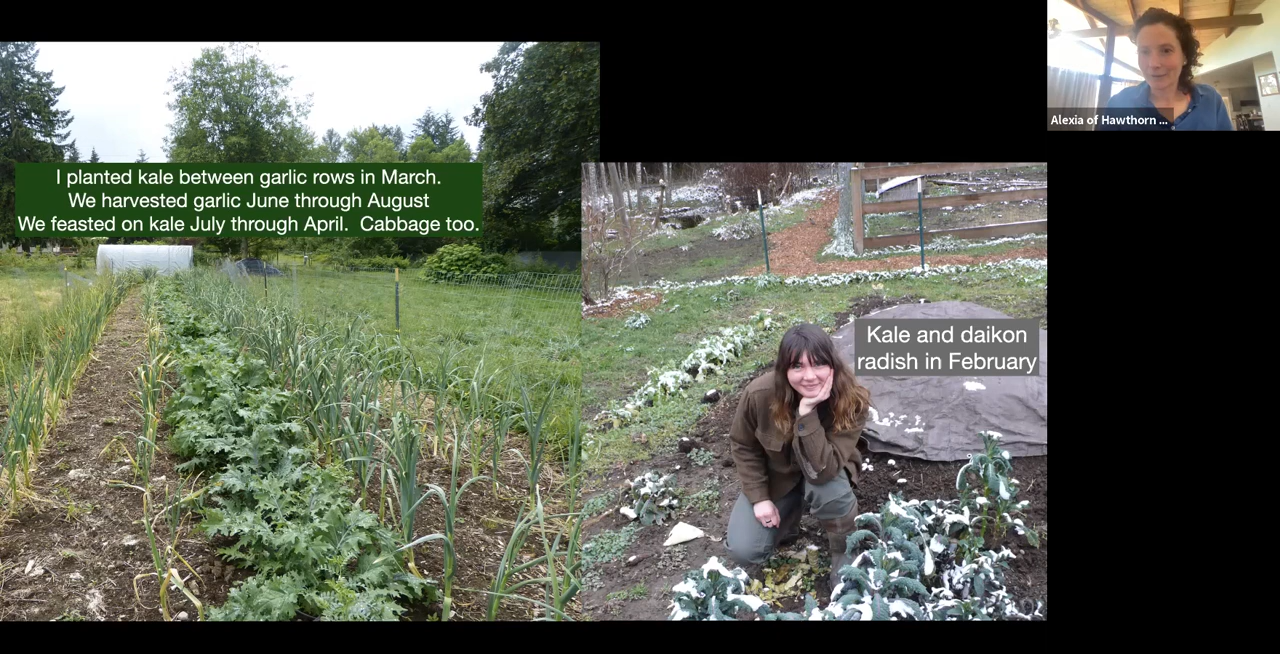 I planted kale between garlic rows in March.
We harvested garlic June through August
We feasted on kale July through April.  Cabbage too.
Kale and daikon
radish in February
Alexia of Hawthorn ...